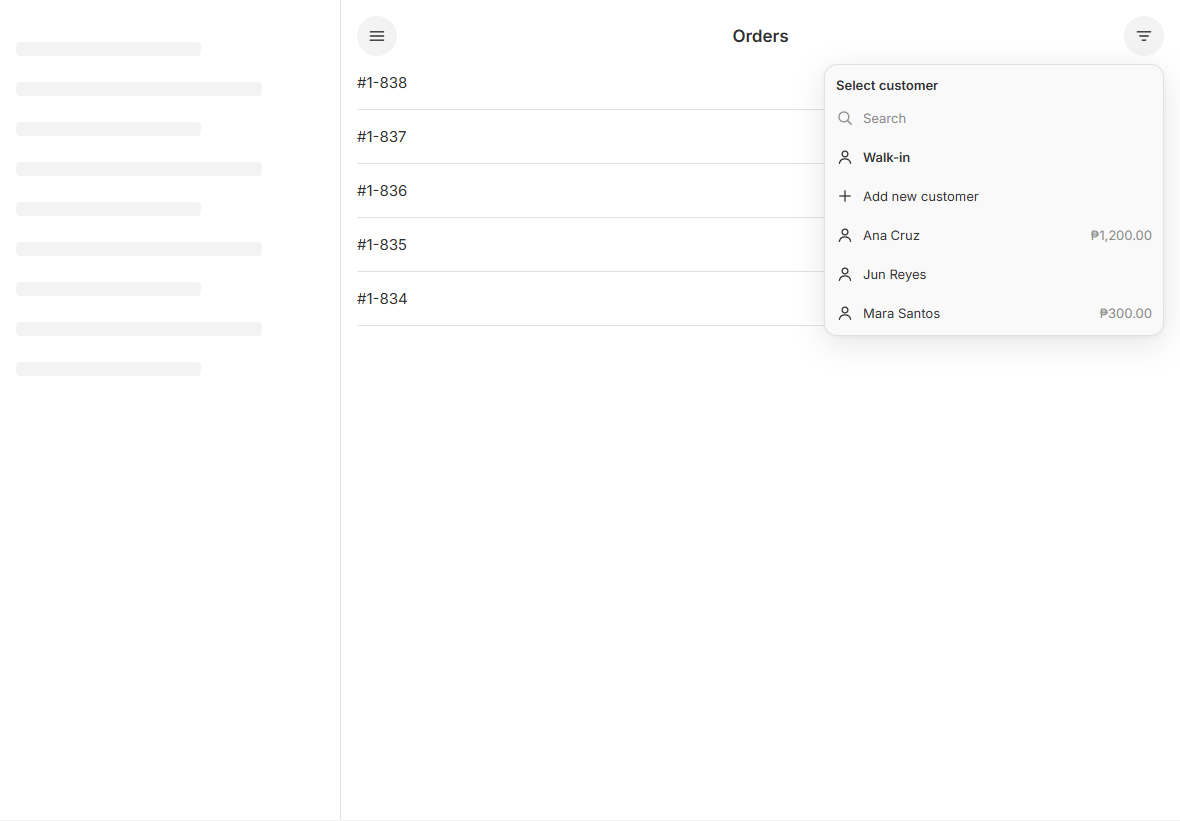 Orders
#1-838
#1-837
#1-836
#1-835
#1-834
Select customer
Search
Walk-in
Add new customer
Ana Cruz ₱1,200.00
Jun Reyes
Mara Santos ₱300.00